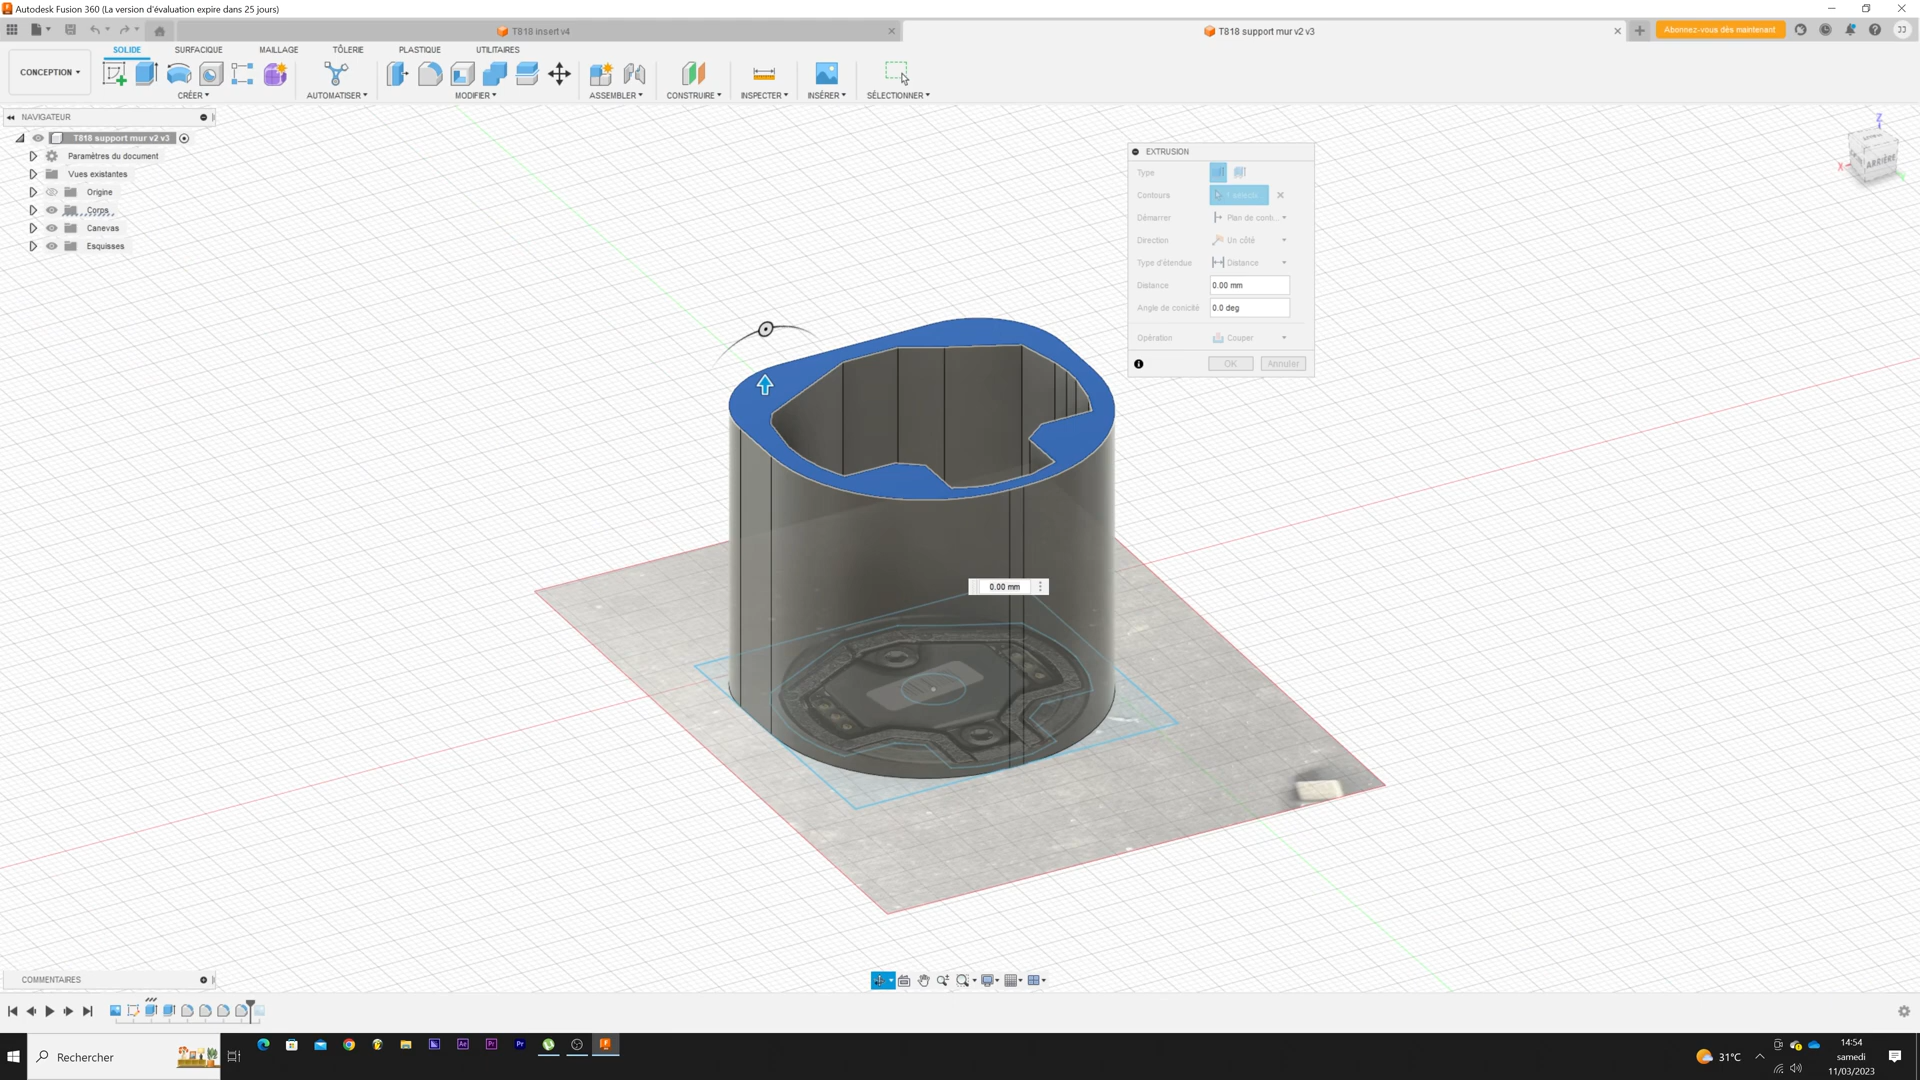 Autodesk Fusion 360 (La version d'évaluation expire dans 25 jours)
T818 insert v4
T818 support mur v2 v3
Abonnez-vous dès maintenant
JJ
CONCEPTION
SOLIDE
SURFACIQUE
MAILLAGE
TÔLERIE
PLASTIQUE
UTILITAIRES
CRÉER
AUTOMATISER
MODIFIER
ASSEMBLER
CONSTRUIRE
INSPECTER
INSÉRER
SÉLECTIONNER
NAVIGATEUR
T818 support mur v2 v3
Paramètres du document
Vues existantes
Origine
Corps
Canevas
Esquisses
Z
X
ARRIÈRE
EXTRUSION
Type
Contours
Démarrer
Plan de cont...
Direction
Un côté
Type d'étendue
Distance
Distance
0.00 mm
Angle de conicité
0.0 deg
Opération
Couper
OK
Annuler
0.00 mm
COMMENTAIRES
Rechercher
31°C
14:54
samedi
11/03/2023